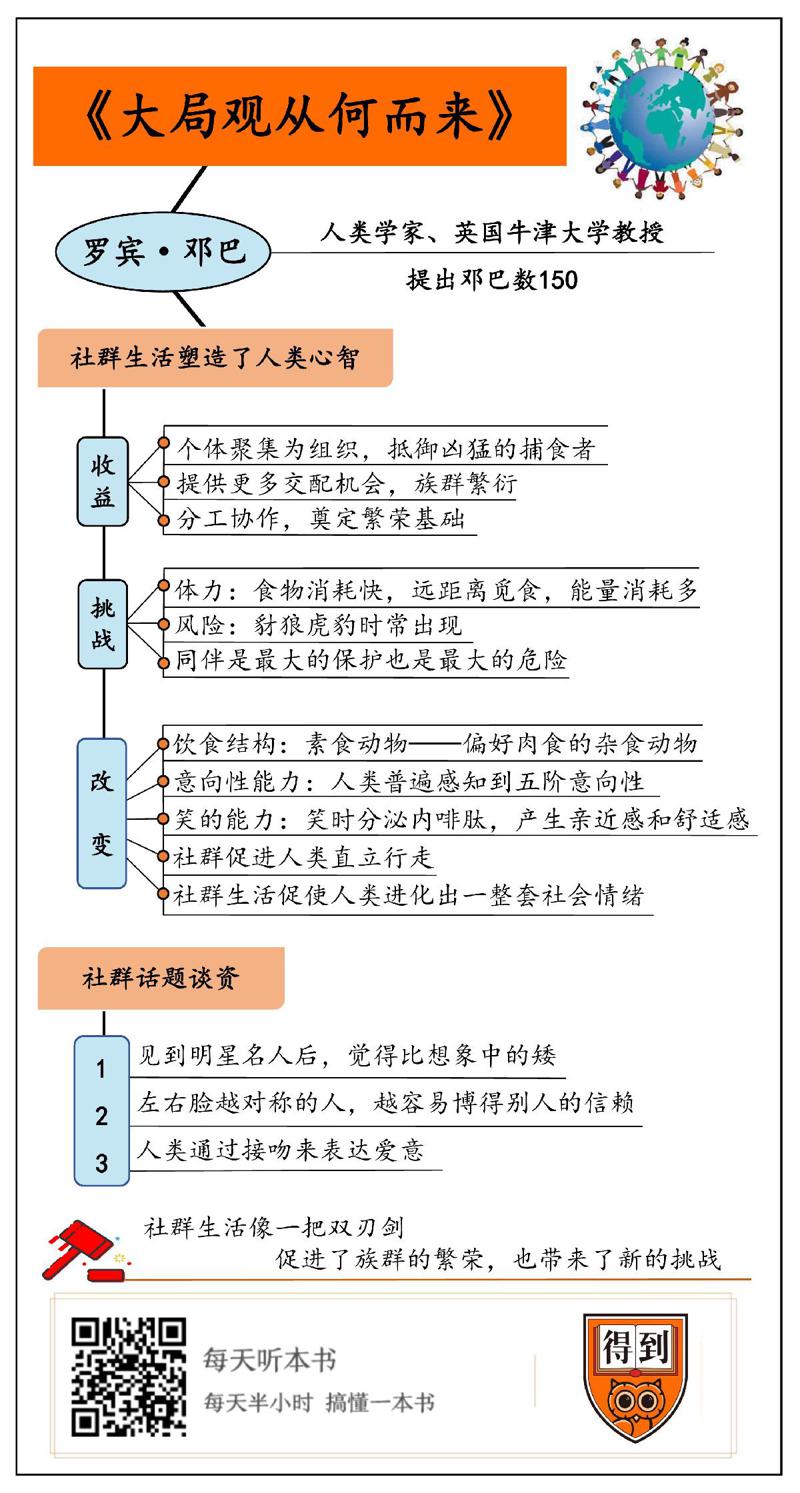 《大局观从何而来》
罗宾·邓巴
人类学家、英国牛津大学教授
提出邓巴数150
社群生活塑造了人类心智
收益
个体聚集为组织，抵御凶猛的捕食者
提供更多交配机会，族群繁衍
分工协作，奠定繁荣基础
挑战
体力：食物消耗快，远距离觅食，能量消耗多
风险：豺狼虎豹时常出现
同伴是最大的保护也是最大的危险
改变
饮食结构：素食动物——偏好肉食的杂食动物
意向性能力：人类普遍感知到五阶意向性
笑的能力：笑时分泌内啡肽，产生亲近感和舒适感
社群促进人类直立行走
社群生活促使人类进化出一整套社会情绪
社群话题谈资
1 见到明星名人后，觉得比想象中的矮
2 左右脸越对称的人，越容易博得别人的信赖
3 人类通过接吻来表达爱意
社群生活像一把双刃剑
促进了族群的繁荣，也带来了新的挑战
每天听本书
每天半小时 搞懂一本书
得到